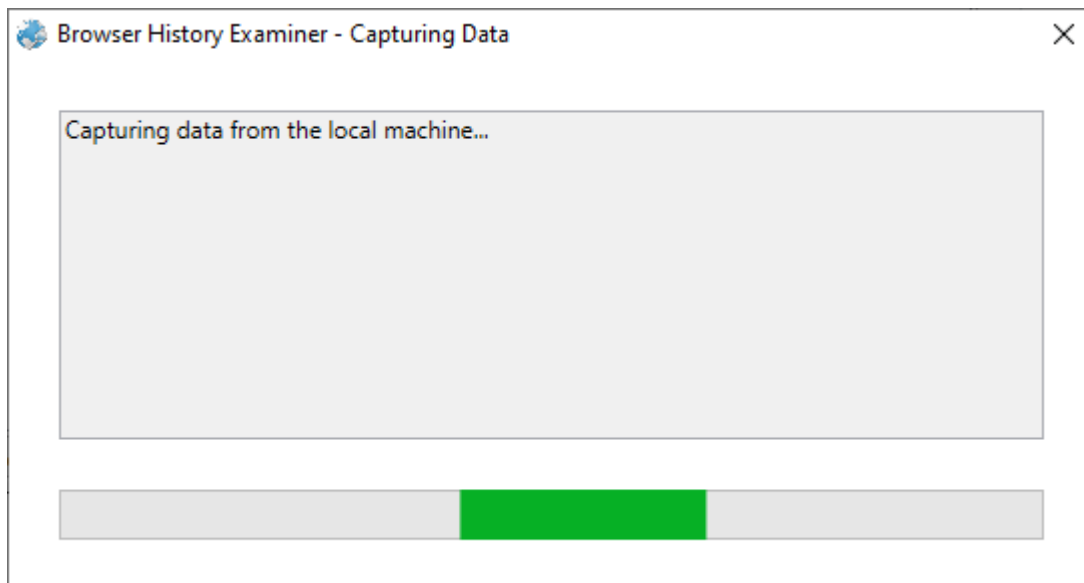 Browser History Examiner - Capturing Data
Capturing data from the local machine...